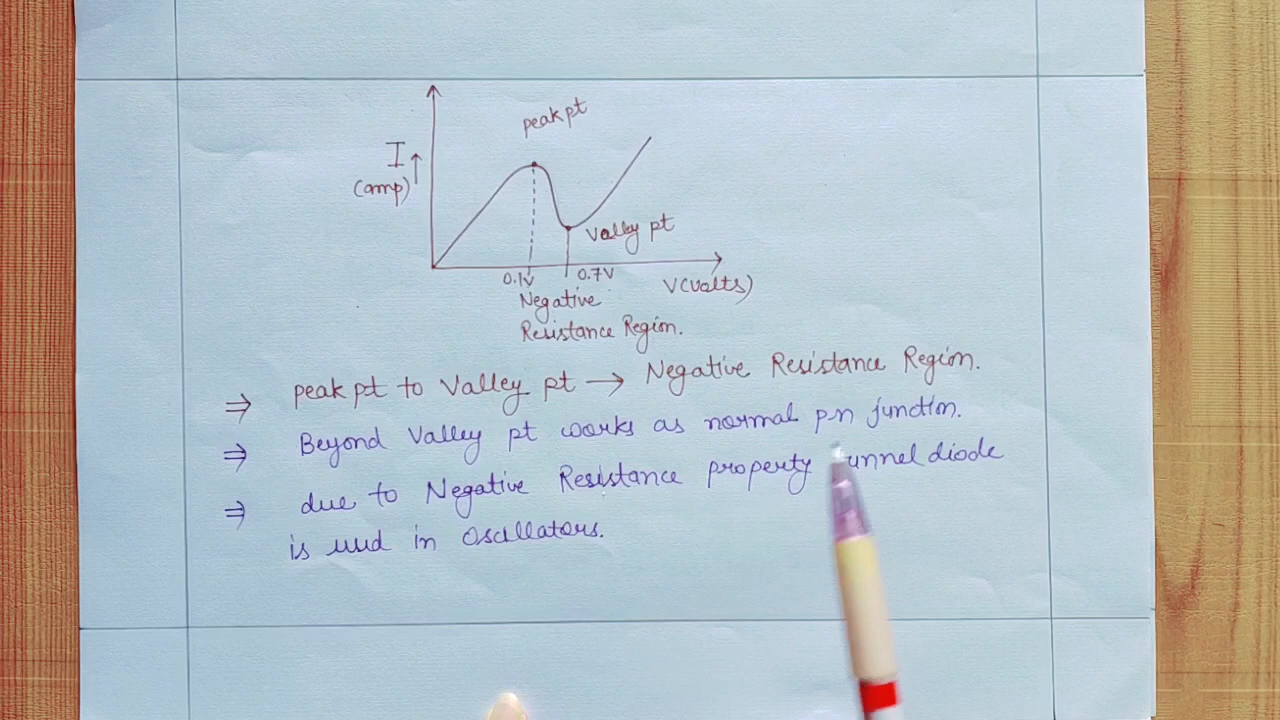 peak pt
I
(amp)
Valley pt
0.1V 0.7V
V(volts)
Negative
Resistance Region.
⇒ peak pt to Valley pt → Negative Resistance Region.
⇒ Beyond Valley pt works as normal pn junction.
⇒ due to Negative Resistance property tunnel diode
is used in Oscillators.